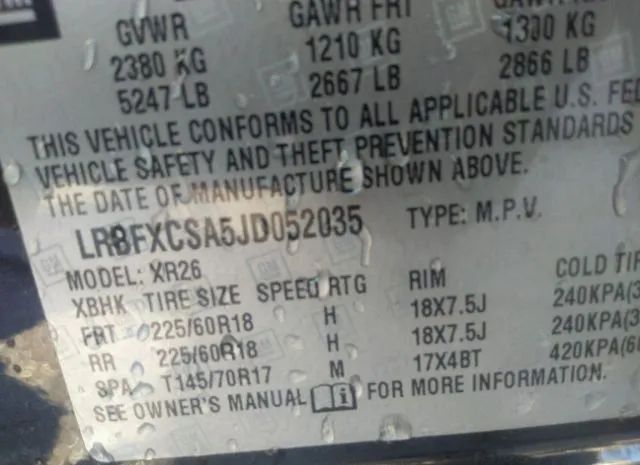 GVWR GAWR FRT
2380 KG 1210 KG 1300 KG
5247 LB 2667 LB 2866 LB
THIS VEHICLE CONFORMS TO ALL APPLICABLE U.S. FED
VEHICLE SAFETY AND THEFT PREVENTION STANDARDS
THE DATE OF MANUFACTURE SHOWN ABOVE.
LRBFXCSA5JD052035 TYPE: M.P.V.
MODEL: XR26
XBHK TIRE SIZE SPEED RTG RIM COLD TIR
FRT 225/60R18 H 18X7.5J 240KPA(3
RR 225/60R18 H 18X7.5J 240KPA(3
SPA T145/70R17 M 17X4BT 420KPA(60
SEE OWNER'S MANUAL FOR MORE INFORMATION.